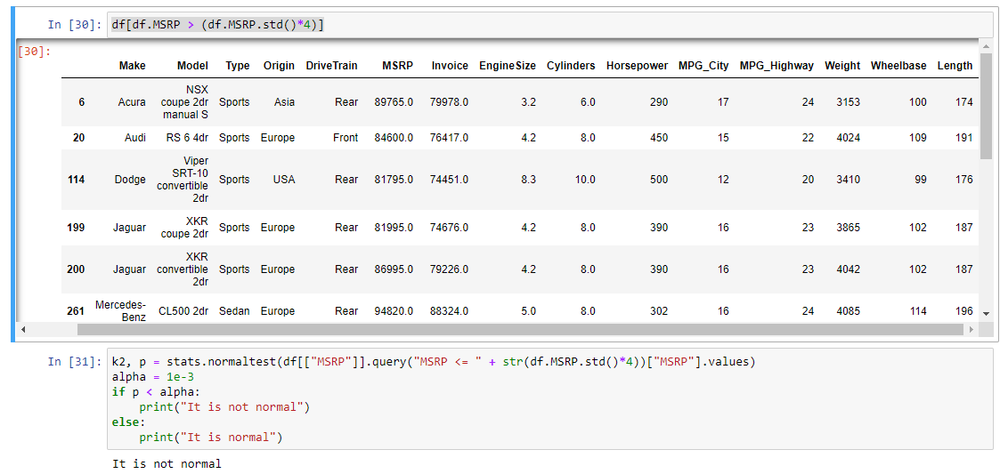 In [30]: df[df.MSRP > (df.MSRP.std()*4)]
[30]:
Make Model Type Origin DriveTrain MSRP Invoice EngineSize Cylinders Horsepower MPG_City MPG_Highway Weight Wheelbase Length
6 Acura NSX coupe 2dr manual S Sports Asia Rear 89765.0 79978.0 3.2 6.0 290 17 24 3153 100 174
20 Audi RS 6 4dr Sports Europe Front 84600.0 76417.0 4.2 8.0 450 15 22 4024 109 191
114 Dodge Viper SRT-10 convertible 2dr Sports USA Rear 81795.0 74451.0 8.3 10.0 500 12 20 3410 99 176
199 Jaguar XKR coupe 2dr Sports Europe Rear 81995.0 74676.0 4.2 8.0 390 16 23 3865 102 187
200 Jaguar XKR convertible 2dr Sports Europe Rear 86995.0 79226.0 4.2 8.0 390 16 23 4042 102 187
261 Mercedes-Benz CL500 2dr Sedan Europe Rear 94820.0 88324.0 5.0 8.0 302 16 24 4085 114 196
In [31]: k2, p = stats.normaltest(df[["MSRP"]].query("MSRP <= " + str(df.MSRP.std()*4))["MSRP"].values)
alpha = 1e-3
if p < alpha:
    print("It is not normal")
else:
    print("It is normal")
It is not normal